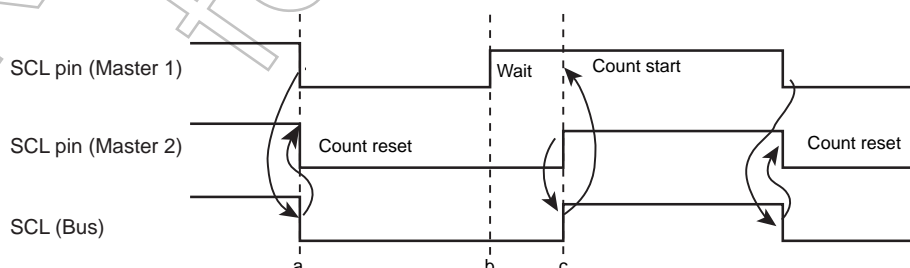 SCL pin (Master 1)
Wait
Count start
SCL pin (Master 2)
Count reset
Count reset
SCL (Bus)
a
b
c